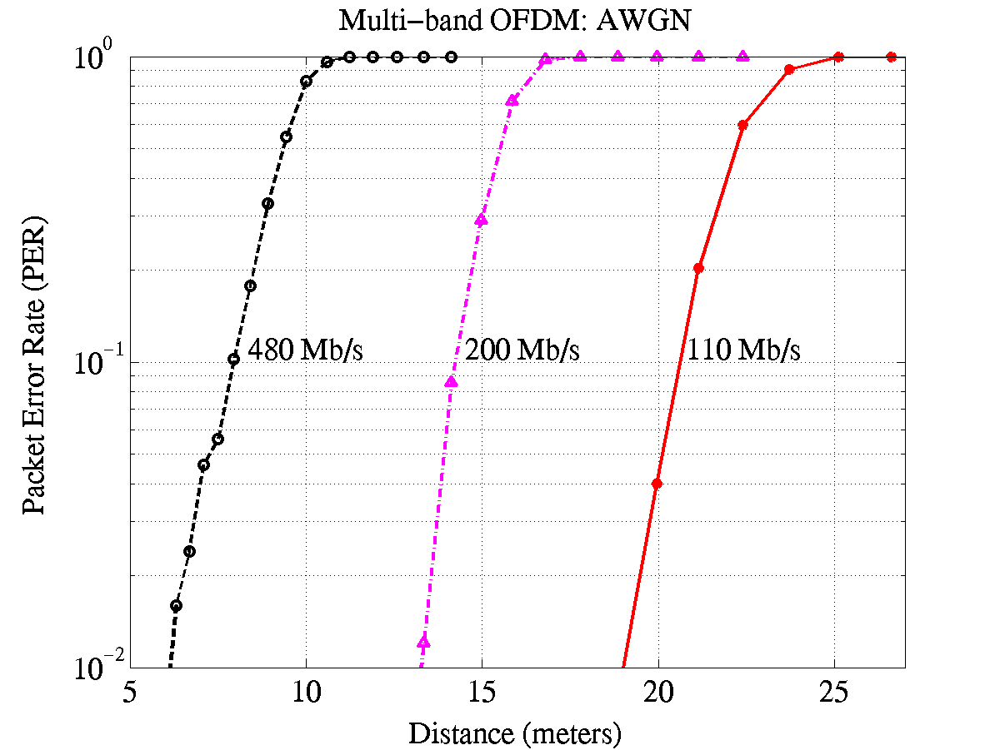 Multi−band OFDM: AWGN
10^0
10^−1
10^−2
Packet Error Rate (PER)
480 Mb/s
200 Mb/s
110 Mb/s
5 10 15 20 25
Distance (meters)